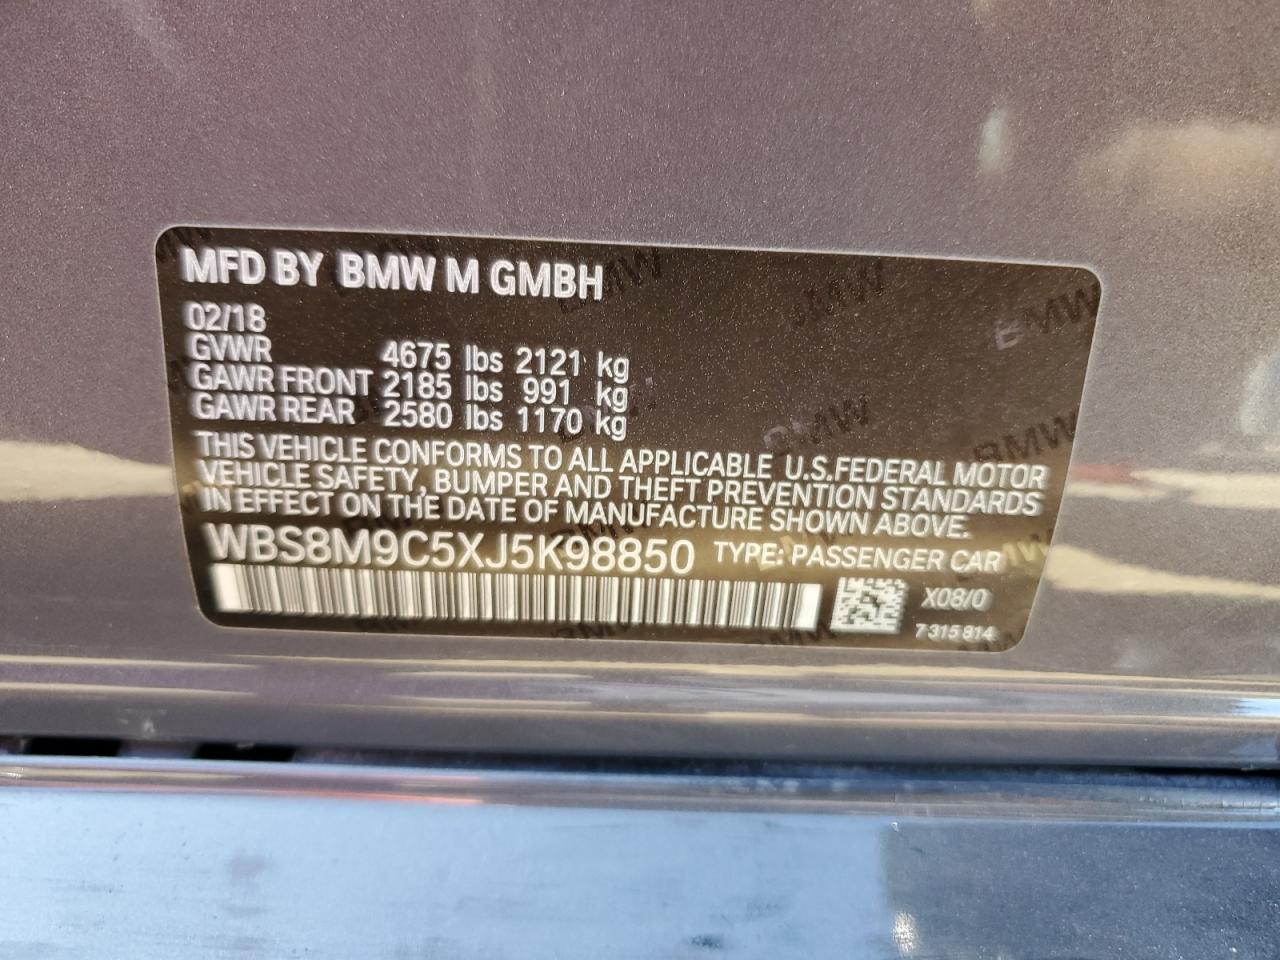 MFD BY BMW M GMBH
02/18
GVWR 4675 lbs 2121 kg
GAWR FRONT 2185 lbs 991 kg
GAWR REAR 2580 lbs 1170 kg
THIS VEHICLE CONFORMS TO ALL APPLICABLE U.S.FEDERAL MOTOR
VEHICLE SAFETY, BUMPER AND THEFT PREVENTION STANDARDS
IN EFFECT ON THE DATE OF MANUFACTURE SHOWN ABOVE.
WBS8M9C5XJ5K98850 TYPE: PASSENGER CAR
X08/0
7 315 814